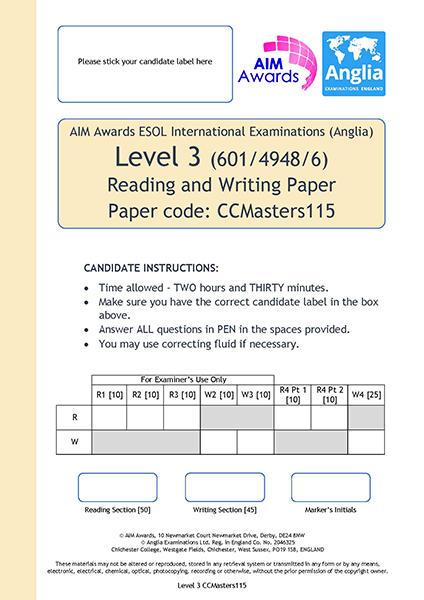 Please stick your candidate label here
AIM
Awards
Anglia
EXAMINATIONS ENGLAND
AIM Awards ESOL International Examinations (Anglia)
Level 3 (601/4948/6)
Reading and Writing Paper
Paper code: CCMasters115
CANDIDATE INSTRUCTIONS:
• Time allowed - TWO hours and THIRTY minutes.
• Make sure you have the correct candidate label in the box
above.
• Answer ALL questions in PEN in the spaces provided.
• You may use correcting fluid if necessary.
For Examiner's Use Only
R1 [10] R2 [10] R3 [10] W2 [10] W3 [10] R4 Pt 1 [10] R4 Pt 2 [10] W4 [25]
R
W
Reading Section [50] Writing Section [45] Marker's Initials
© AIM Awards, 10 Newmarket Court Newmarket Drive, Derby, DE24 8NW
© Anglia Examinations Ltd. Reg. in England Co. No. 2046325
Chichester College, Westgate Fields, Chichester, West Sussex, PO19 1SB, ENGLAND
These materials may not be altered or reproduced, stored in any retrieval system or transmitted in any form or by any means,
electronic, electrical, chemical, optical, photocopying, recording or otherwise, without the prior permission of the copyright owner.
Level 3 CCMasters115